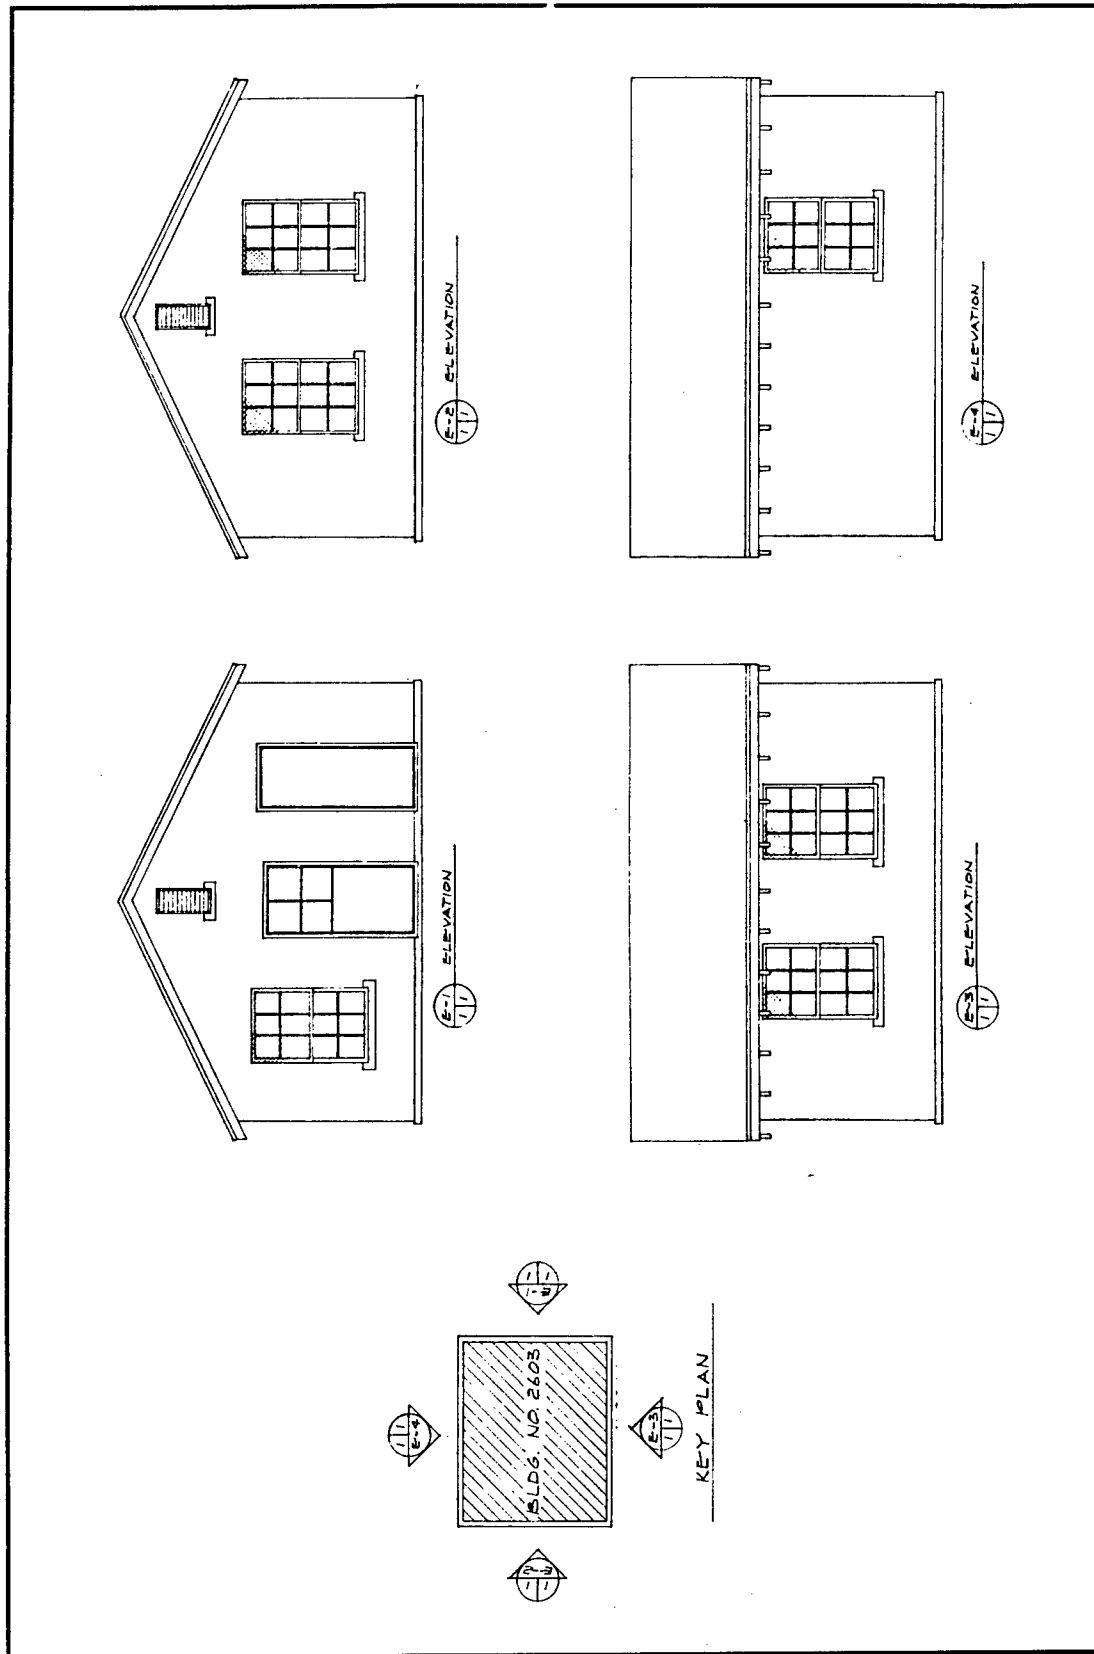 E-1 ELEVATION
1 1
E-2 ELEVATION
1 1
E-3 ELEVATION
1 1
E-4 ELEVATION
1 1
1 1
E-4
E-2
1 1
BLDG. NO. 2603
E-1
1 1
E-3
1 1
KEY PLAN